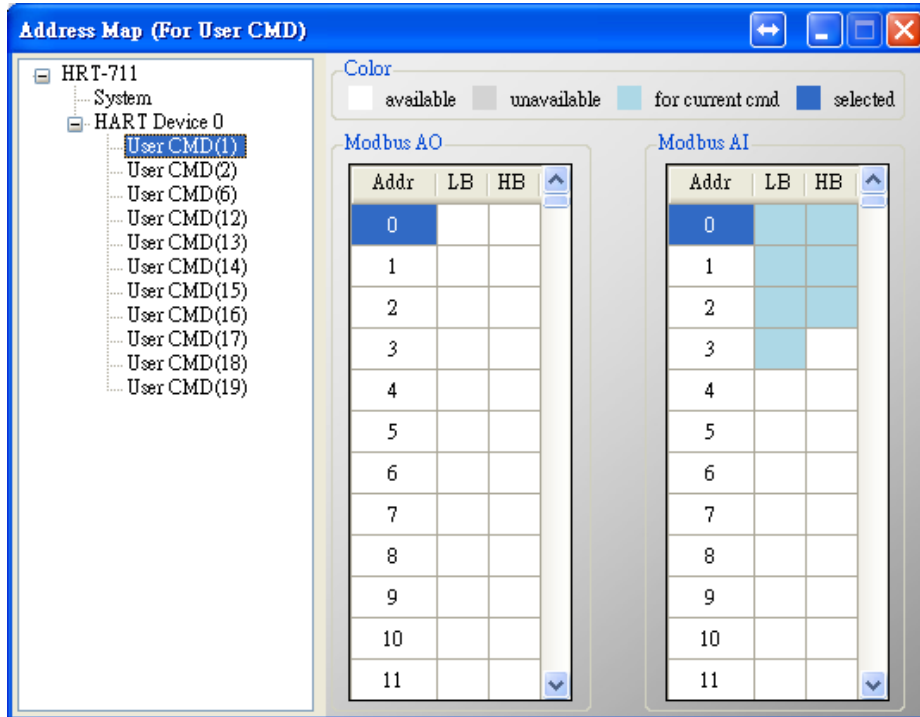 Address Map (For User CMD)
HRT-711
System
HART Device 0
User CMD(1)
User CMD(2)
User CMD(6)
User CMD(12)
User CMD(13)
User CMD(14)
User CMD(15)
User CMD(16)
User CMD(17)
User CMD(18)
User CMD(19)
Color
available unavailable for current cmd selected
Modbus AO
Addr LB HB
0
1
2
3
4
5
6
7
8
9
10
11
Modbus AI
Addr LB HB
0
1
2
3
4
5
6
7
8
9
10
11